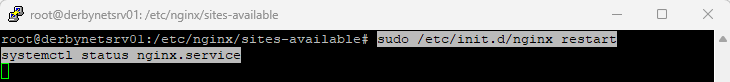 root@derbynetsrv01: /etc/nginx/sites-available
root@derbynetsrv01:/etc/nginx/sites-available# sudo /etc/init.d/nginx restart
systemctl status nginx.service